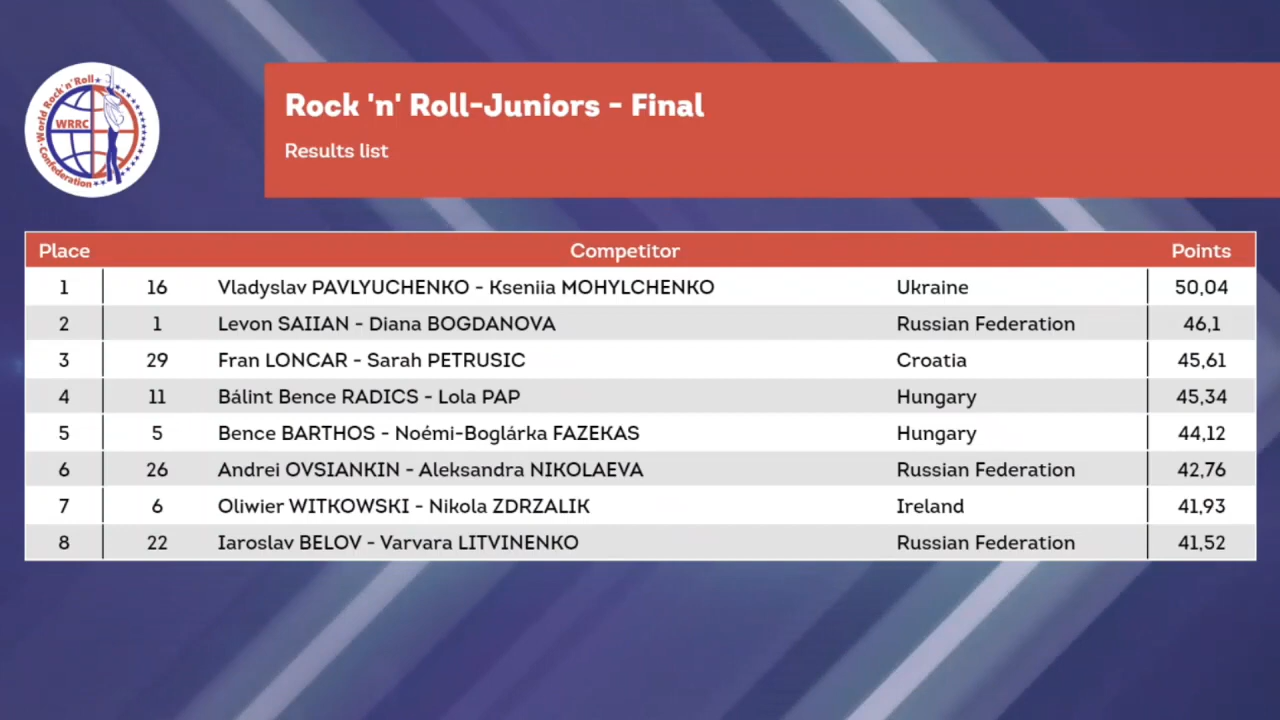 World Rock'n'Roll
WRRC
Confederation
Rock 'n' Roll-Juniors - Final
Results list
Place Competitor Points
1 16 Vladyslav PAVLYUCHENKO - Kseniia MOHYLCHENKO Ukraine 50,04
2 1 Levon SAIIAN - Diana BOGDANOVA Russian Federation 46,1
3 29 Fran LONCAR - Sarah PETRUSIC Croatia 45,61
4 11 Bálint Bence RADICS - Lola PAP Hungary 45,34
5 5 Bence BARTHOS - Noémi-Boglárka FAZEKAS Hungary 44,12
6 26 Andrei OVSIANKIN - Aleksandra NIKOLAEVA Russian Federation 42,76
7 6 Oliwier WITKOWSKI - Nikola ZDRZALIK Ireland 41,93
8 22 Iaroslav BELOV - Varvara LITVINENKO Russian Federation 41,52